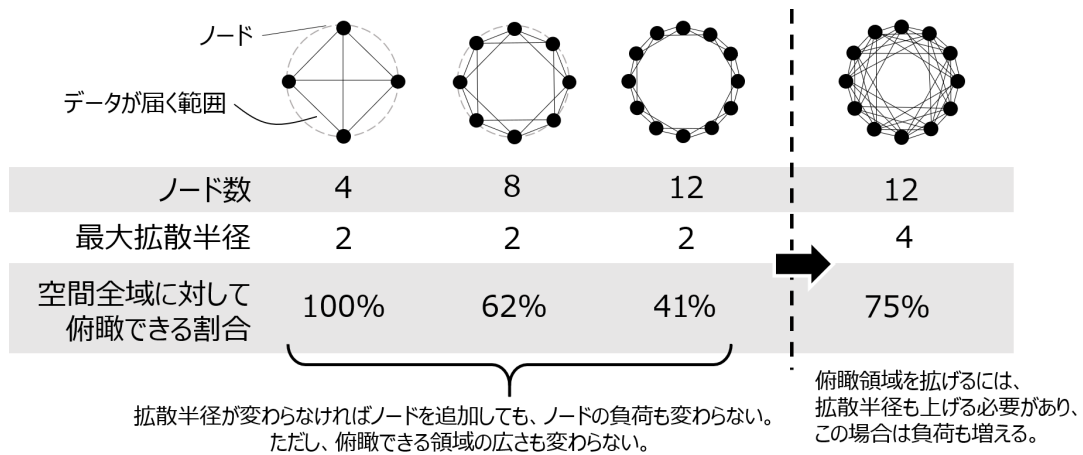 ノード
データが届く範囲
ノード数 4 8 12 12
最大拡散半径 2 2 2 4
空間全域に対して
俯瞰できる割合 100% 62% 41% 75%
拡散半径が変わらなければノードを追加しても、ノードの負荷も変わらない。
ただし、俯瞰できる領域の広さも変わらない。
俯瞰領域を拡げるには、
拡散半径も上げる必要があり、
この場合は負荷も増える。